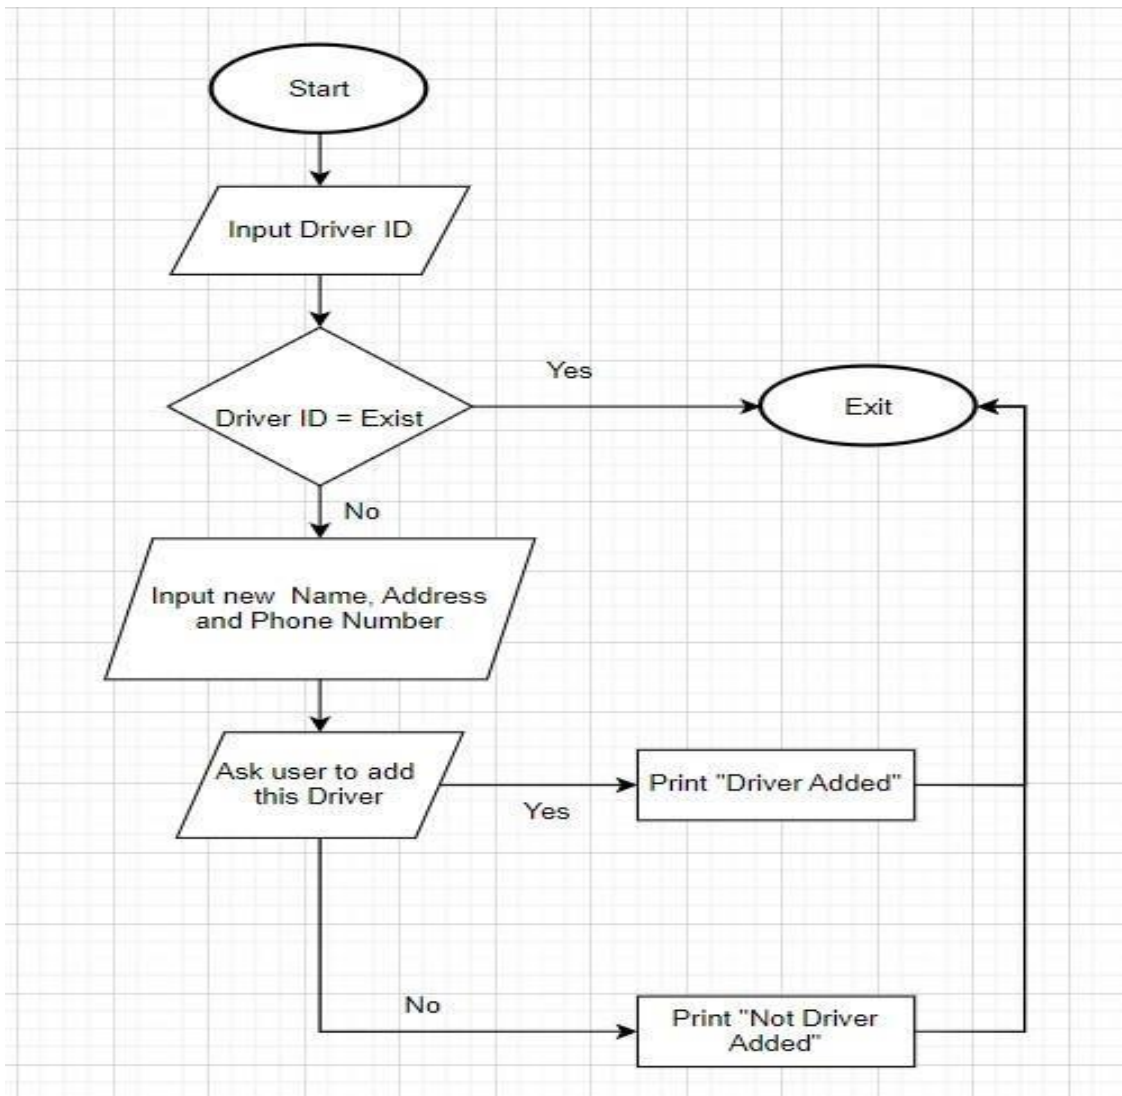 Start
Input Driver ID
Yes
Driver ID = Exist
Exit
No
Input new Name, Address
and Phone Number
Ask user to add
this Driver
Yes
Print "Driver Added"
No
Print "Not Driver
Added"